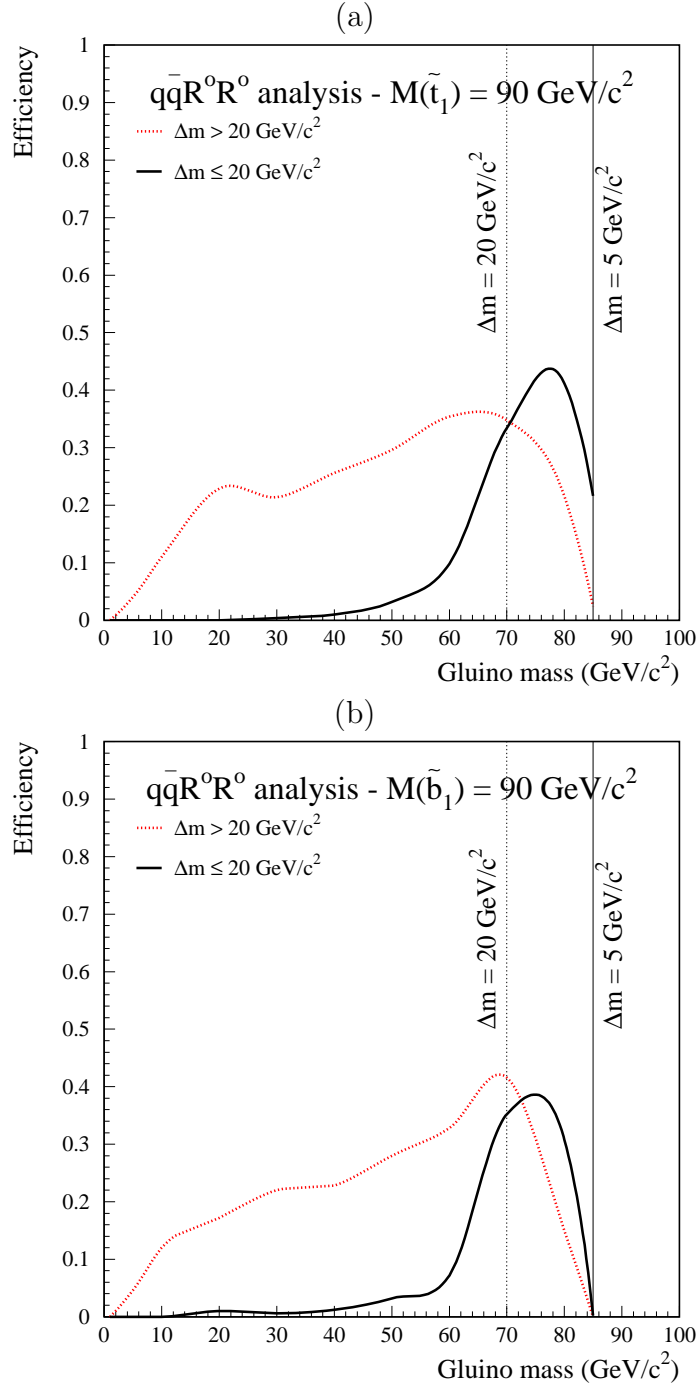 (a)
Efficiency
qq̄R⁰R⁰ analysis - M(t̃₁) = 90 GeV/c²
Δm > 20 GeV/c²
Δm ≤ 20 GeV/c²
Δm = 20 GeV/c²
Δm = 5 GeV/c²
1
0.9
0.8
0.7
0.6
0.5
0.4
0.3
0.2
0.1
0
0 10 20 30 40 50 60 70 80 90 100
Gluino mass (GeV/c²)
(b)
Efficiency
qq̄R⁰R⁰ analysis - M(b̃₁) = 90 GeV/c²
Δm > 20 GeV/c²
Δm ≤ 20 GeV/c²
Δm = 20 GeV/c²
Δm = 5 GeV/c²
1
0.9
0.8
0.7
0.6
0.5
0.4
0.3
0.2
0.1
0
0 10 20 30 40 50 60 70 80 90 100
Gluino mass (GeV/c²)